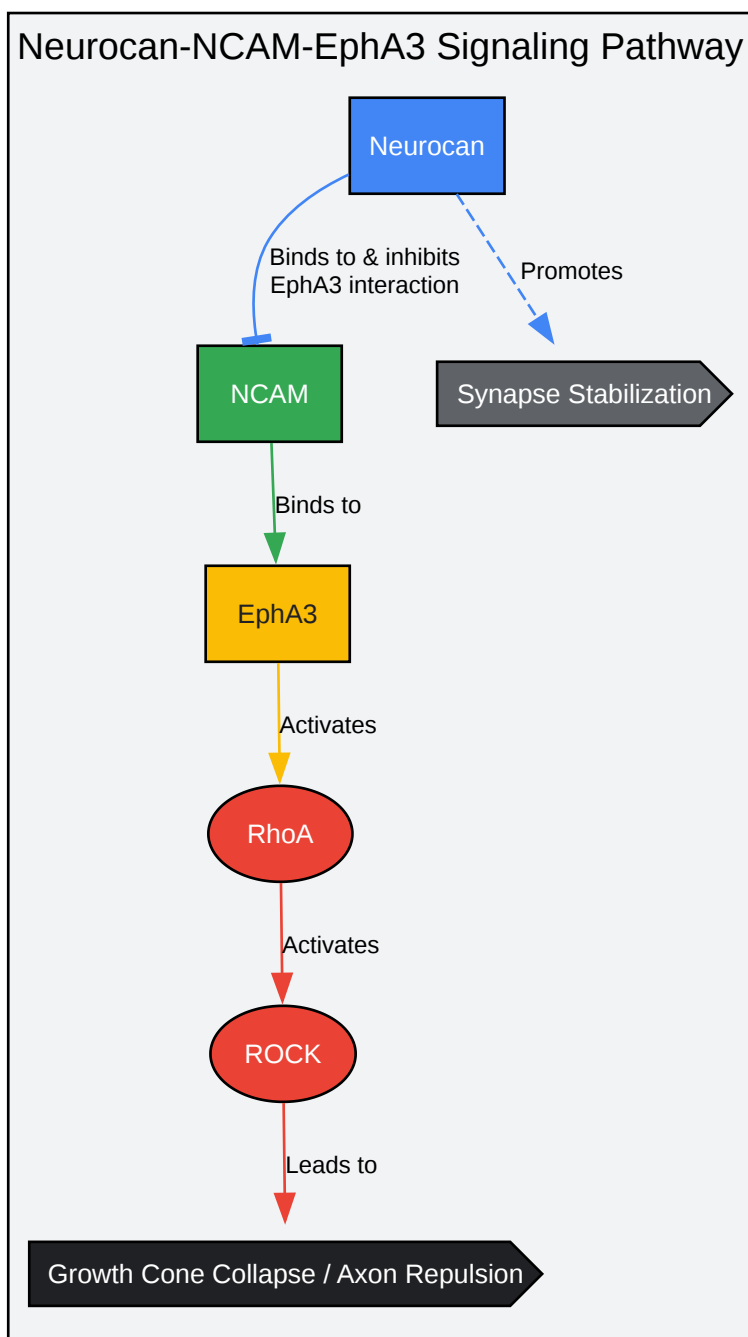 Neurocan-NCAM-EphA3 Signaling Pathway
Neurocan
Binds to & inhibits
EphA3 interaction
Promotes
NCAM
Synapse Stabilization
Binds to
EphA3
Activates
RhoA
Activates
ROCK
Leads to
Growth Cone Collapse / Axon Repulsion